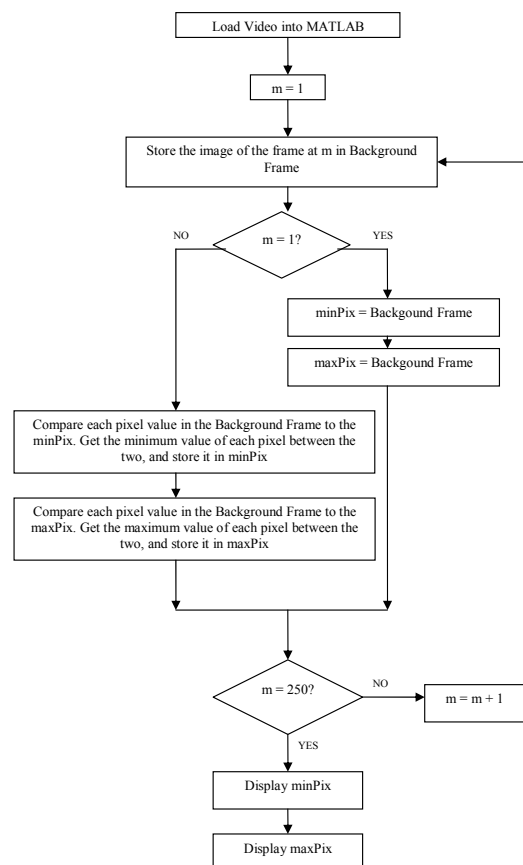 Load Video into MATLAB
m = 1
Store the image of the frame at m in Background
Frame
m = 1?
NO
YES
minPix = Backgound Frame
maxPix = Backgound Frame
Compare each pixel value in the Background Frame to the
minPix. Get the minimum value of each pixel between the
two, and store it in minPix
Compare each pixel value in the Background Frame to the
maxPix. Get the maximum value of each pixel between the
two, and store it in maxPix
m = 250?
NO
m = m + 1
YES
Display minPix
Display maxPix